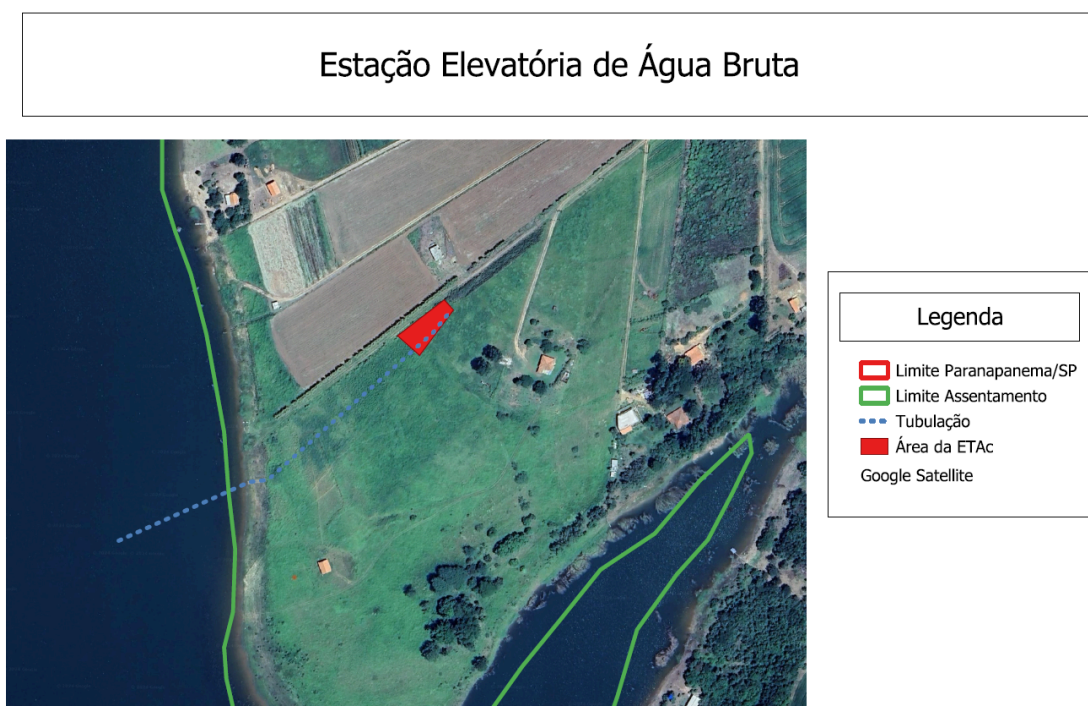 Estação Elevatória de Água Bruta
Legenda
Limite Paranapanema/SP
Limite Assentamento
Tubulação
Área da ETAc
Google Satellite